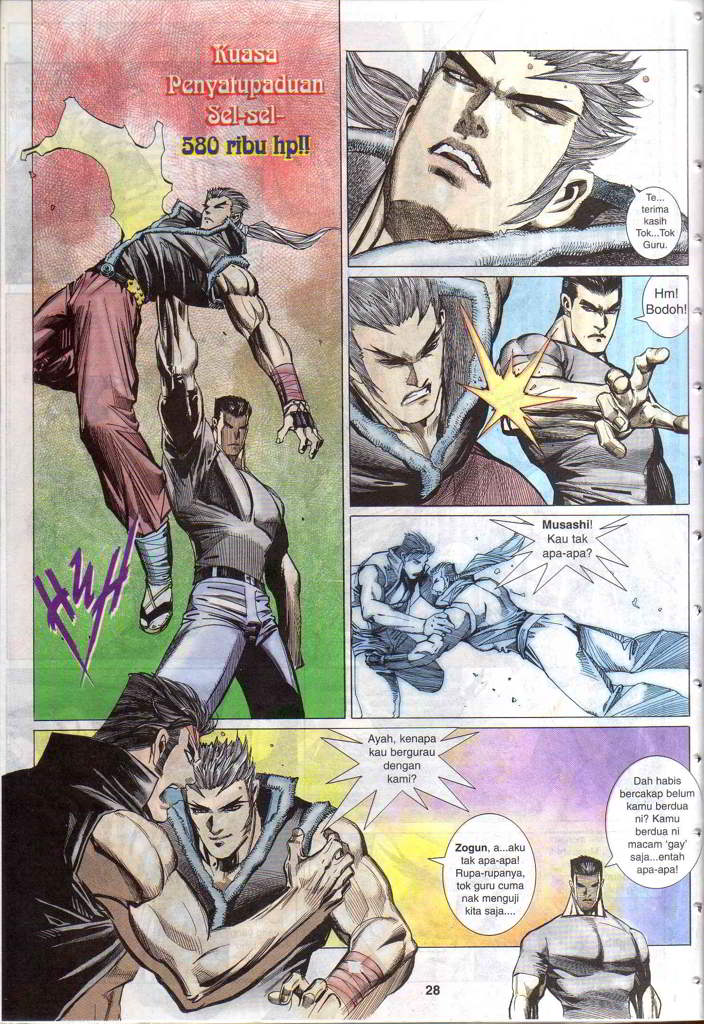 Kuasa
Penyatupaduan
Sel-sel-
580 ribu hp!!
HUH
Te...
terima
kasih
Tok...Tok
Guru.
Hm!
Bodoh!
Musashi!
Kau tak
apa-apa?
Ayah, kenapa
kau bergurau
dengan
kami?
Zogun, a...aku
tak apa-apa!
Rupa-rupanya,
tok guru cuma
nak menguji
kita saja....
Dah habis
bercakap belum
kamu berdua
ni? Kamu
berdua ni
macam 'gay'
saja...entah
apa-apa!
28